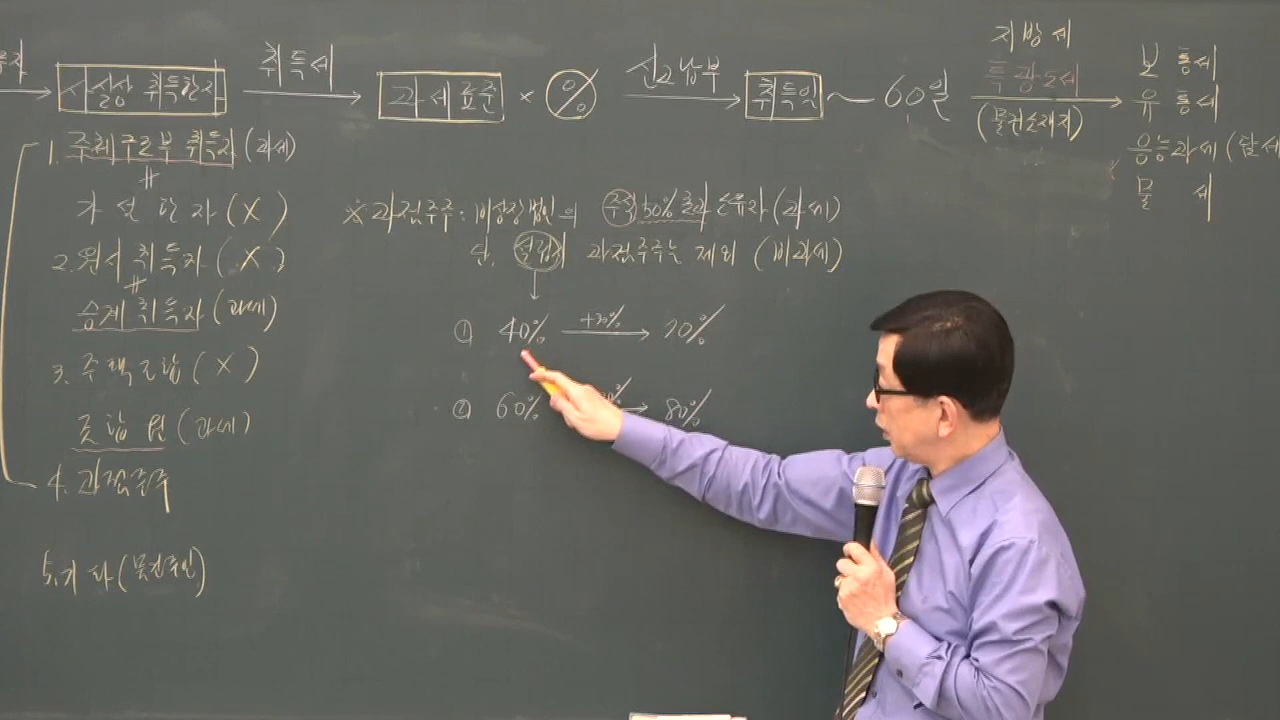 사실상 취득한자 취득세 과세표준 × % 신고납부 취득일 ~ 60일 지방세
특광도세
(물건소재지)
보통세
유통세
응능과세(담세
물 세
1. 주체구조부 취득자 (과세)
가설한자 (X)
2. 원시취득자 (X)
승계취득자 (과세)
3. 주택조합 (X)
조합원 (과세)
4. 과점주주
5. 기타 (물건주인)
※ 과점주주 : 비상장법인의 주식 50% 초과 소유자 (과세)
단, 설립시 과점주주는 제외 (비과세)
① 40% +30% 70%
② 60% 80%